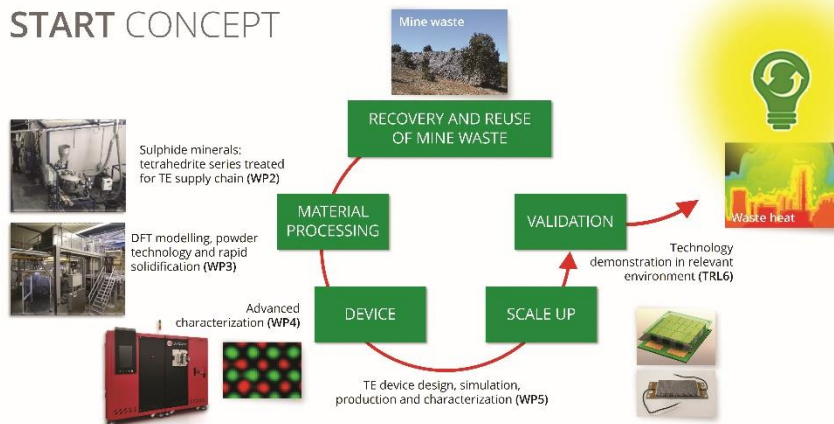 START CONCEPT
Mine waste
RECOVERY AND REUSE
OF MINE WASTE
Sulphide minerals:
tetrahedrite series treated
for TE supply chain (WP2)
MATERIAL
PROCESSING
VALIDATION
Waste heat
DFT modelling, powder
technology and rapid
solidification (WP3)
Technology
demonstration in relevant
environment (TRL6)
Advanced
characterization (WP4)
DEVICE
SCALE UP
TE device design, simulation,
production and characterization (WP5)